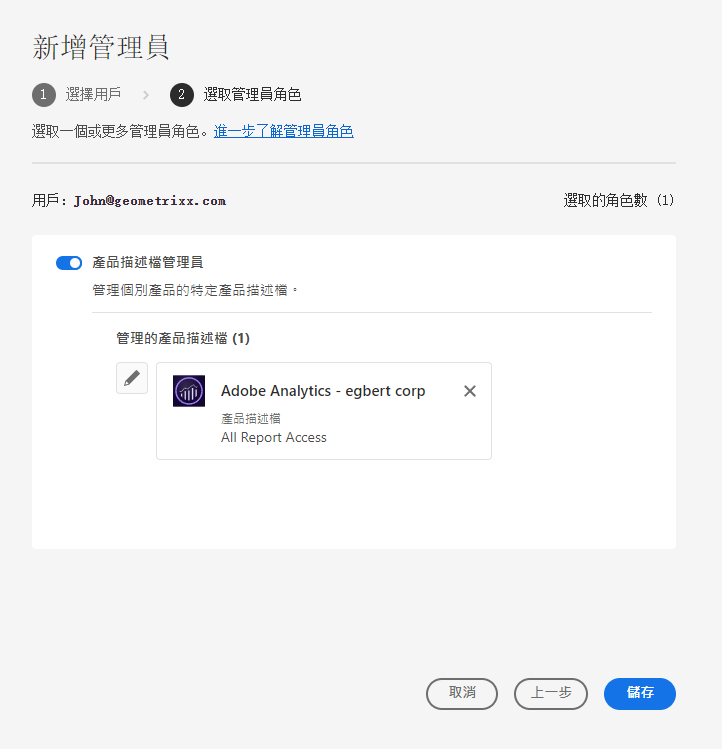 新增管理員
1 選擇用戶 2 選取管理員角色
選取一個或更多管理員角色。進一步了解管理員角色
用戶：John@geometrixx.com 選取的角色數 (1)
產品描述檔管理員
管理個別產品的特定產品描述檔。
管理的產品描述檔 (1)
Adobe Analytics - egbert corp
產品描述檔
All Report Access
取消 上一步 儲存